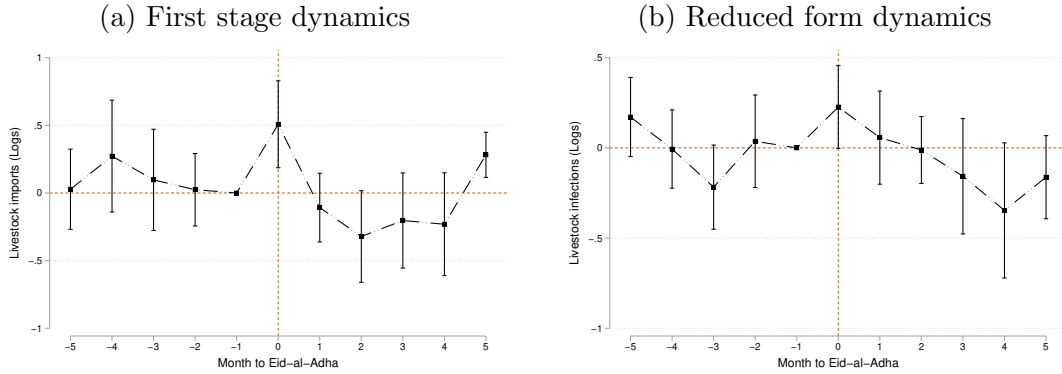 (a) First stage dynamics
1
.5
0
−.5
−1
Livestock imports (Logs)
−5 −4 −3 −2 −1 0 1 2 3 4 5
Month to Eid−al−Adha
(b) Reduced form dynamics
.5
0
−.5
−1
Livestock infections (Logs)
−5 −4 −3 −2 −1 0 1 2 3 4 5
Month to Eid−al−Adha